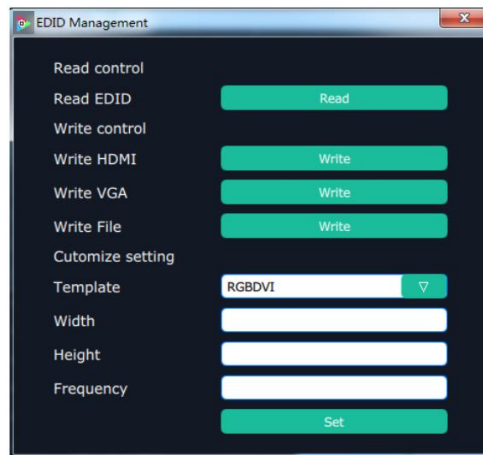 EDID Management
Read control
Read EDID Read
Write control
Write HDMI Write
Write VGA Write
Write File Write
Cutomize setting
Template RGBDVI
Width
Height
Frequency
Set